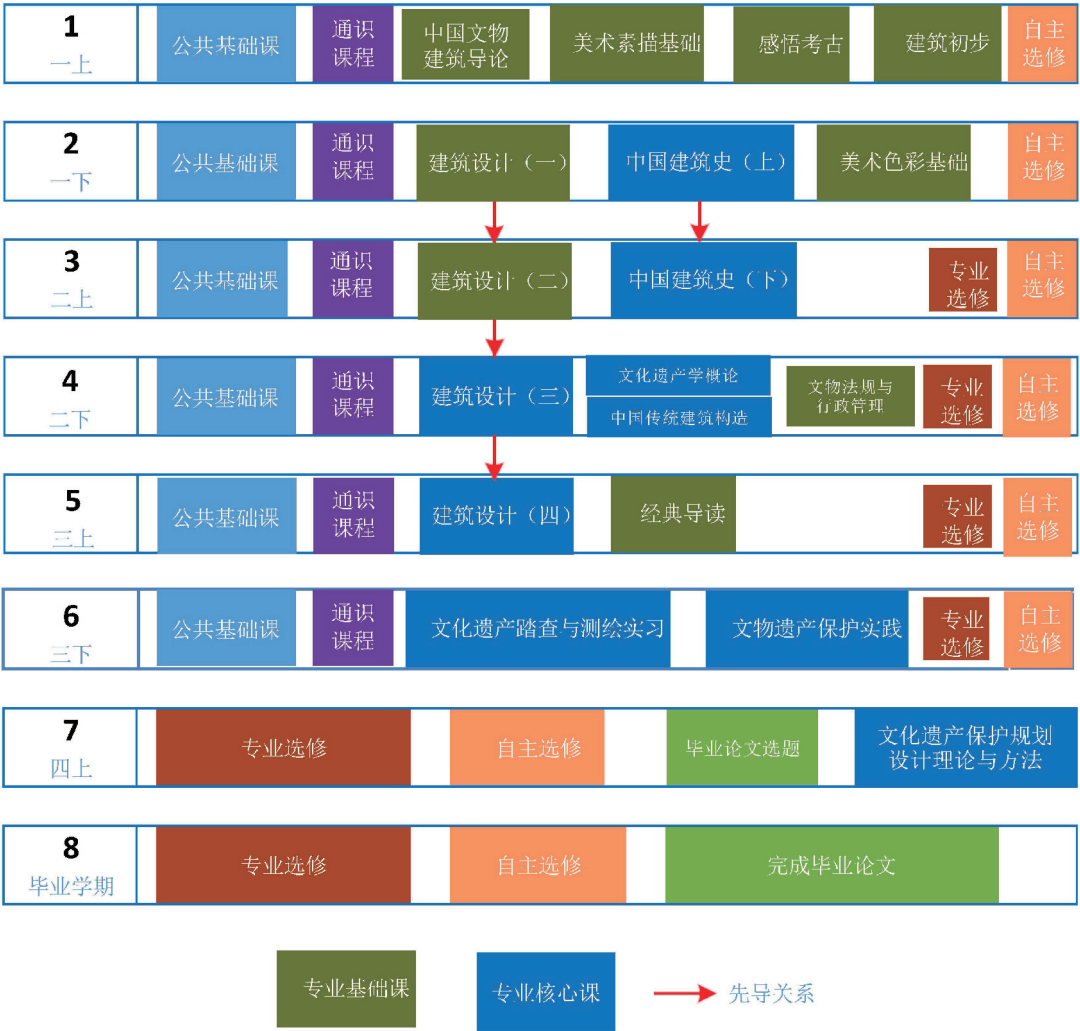 1
一上
公共基础课
通识
课程
中国文物
建筑导论
美术素描基础
感悟考古
建筑初步
自主
选修
2
一下
公共基础课
通识
课程
建筑设计（一）
中国建筑史（上）
美术色彩基础
自主
选修
3
二上
公共基础课
通识
课程
建筑设计（二）
中国建筑史（下）
专业
选修
自主
选修
4
二下
公共基础课
通识
课程
建筑设计（三）
文化遗产学概论
中国传统建筑构造
文物法规与
行政管理
专业
选修
自主
选修
5
三上
公共基础课
通识
课程
建筑设计（四）
经典导读
专业
选修
自主
选修
6
三下
公共基础课
通识
课程
文化遗产踏查与测绘实习
文物遗产保护实践
专业
选修
自主
选修
7
四上
专业选修
自主选修
毕业论文选题
文化遗产保护规划
设计理论与方法
8
毕业学期
专业选修
自主选修
完成毕业论文
专业基础课
专业核心课
先导关系